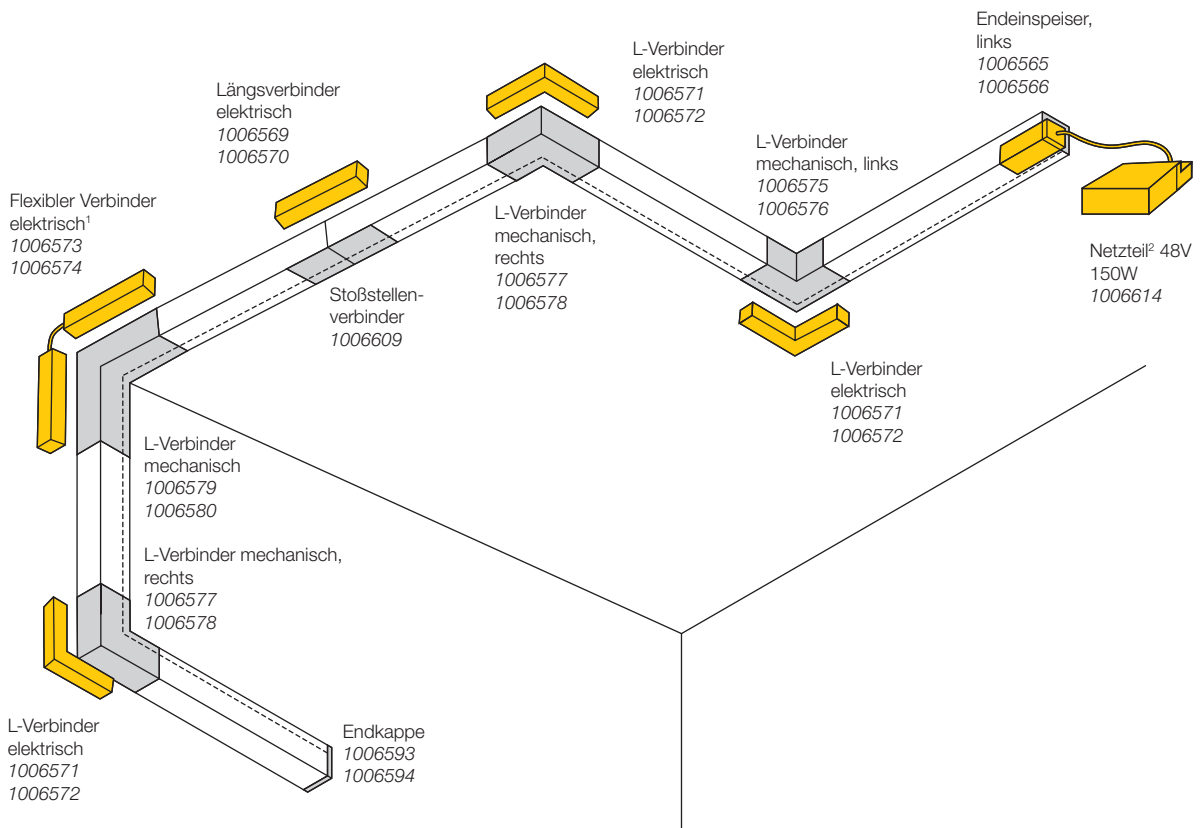 Endeinspeiser,
links
1006565
1006566
L-Verbinder
elektrisch
1006571
1006572
Längsverbinder
elektrisch
1006569
1006570
L-Verbinder
mechanisch, links
1006575
1006576
Flexibler Verbinder
elektrisch¹
1006573
1006574
L-Verbinder
mechanisch,
rechts
1006577
1006578
Netzteil² 48V
150W
1006614
Stoßstellen-
verbinder
1006609
L-Verbinder
elektrisch
1006571
1006572
L-Verbinder
mechanisch
1006579
1006580
L-Verbinder mechanisch,
rechts
1006577
1006578
L-Verbinder
elektrisch
1006571
1006572
Endkappe
1006593
1006594